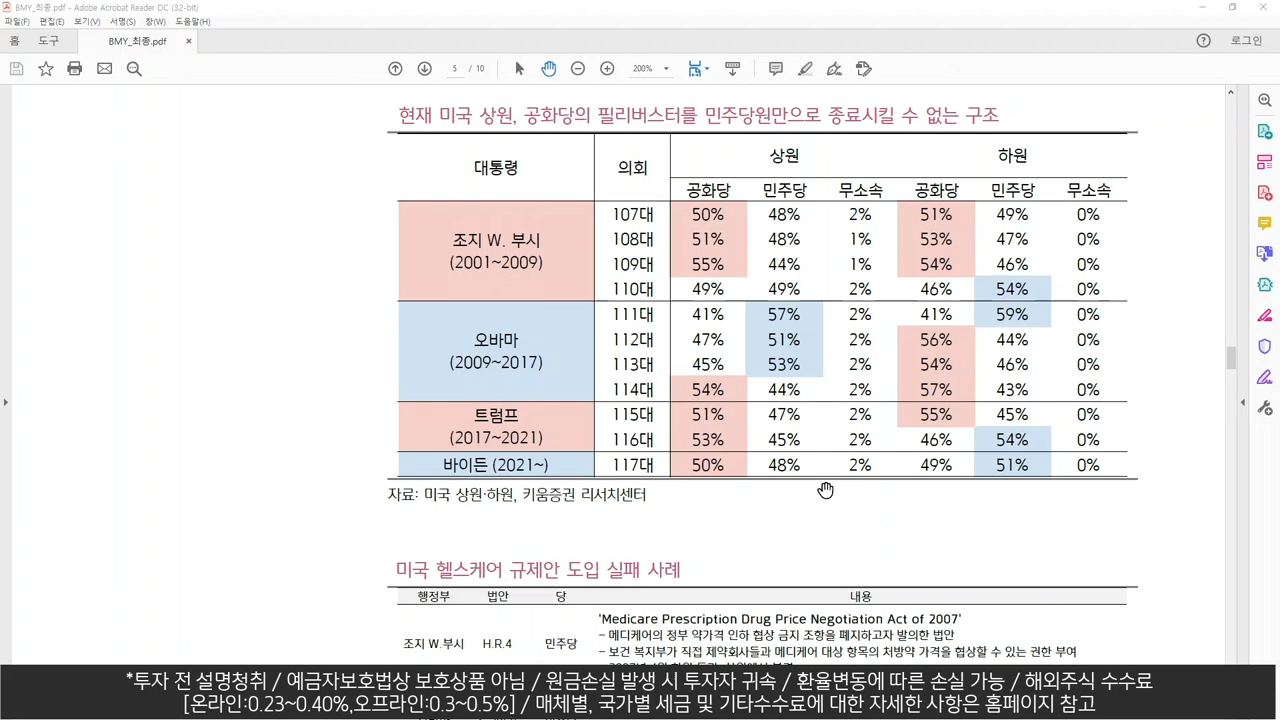 BMY_최종.pdf - Adobe Acrobat Reader DC (32-bit)
파일(F) 편집(E) 보기(V) 서명(S) 창(W) 도움말(H)
홈 도구 BMY_최종.pdf × 로그인
5 / 10 200%
현재 미국 상원, 공화당의 필리버스터를 민주당원만으로 종료시킬 수 없는 구조
대통령 의회 상원 하원
공화당 민주당 무소속 공화당 민주당 무소속
조지 W. 부시
(2001~2009)
107대 50% 48% 2% 51% 49% 0%
108대 51% 48% 1% 53% 47% 0%
109대 55% 44% 1% 54% 46% 0%
110대 49% 49% 2% 46% 54% 0%
오바마
(2009~2017)
111대 41% 57% 2% 41% 59% 0%
112대 47% 51% 2% 56% 44% 0%
113대 45% 53% 2% 54% 46% 0%
114대 54% 44% 2% 57% 43% 0%
트럼프
(2017~2021)
115대 51% 47% 2% 55% 45% 0%
116대 53% 45% 2% 46% 54% 0%
바이든 (2021~) 117대 50% 48% 2% 49% 51% 0%
자료: 미국 상원·하원, 키움증권 리서치센터
미국 헬스케어 규제안 도입 실패 사례
행정부 법안 당 내용
조지 W.부시 H.R.4 민주당
'Medicare Prescription Drug Price Negotiation Act of 2007'
- 메디케어의 정부 약가격 인하 협상 금지 조항을 폐지하고자 발의한 법안
- 보건 복지부가 직접 제약회사들과 메디케어 대상 항목의 처방약 가격을 협상할 수 있는 권한 부여
*투자 전 설명청취 / 예금자보호법상 보호상품 아님 / 원금손실 발생 시 투자자 귀속 / 환율변동에 따른 손실 가능 / 해외주식 수수료
[온라인:0.23~0.40%,오프라인:0.3~0.5%] / 매체별, 국가별 세금 및 기타수수료에 대한 자세한 사항은 홈페이지 참고